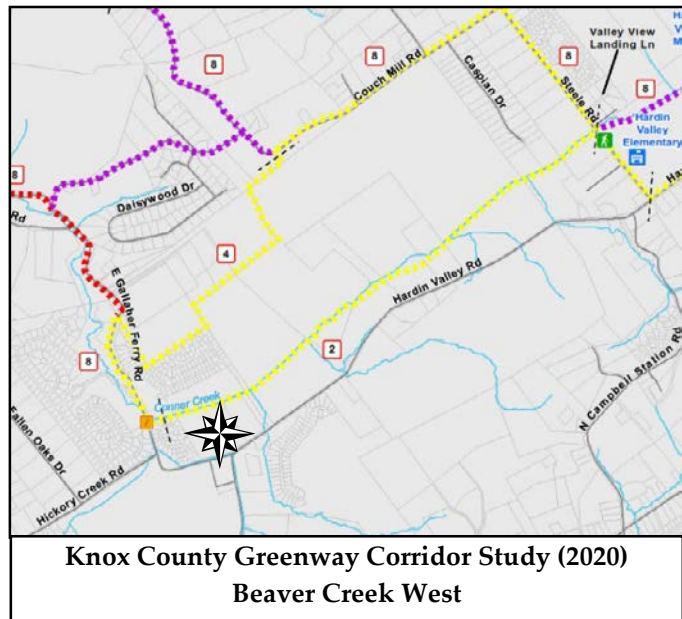 Valley View
Landing Ln
8
8
8
8
Couch Mill Rd
Caspian Dr
Steele Rd
Hardin
Valley
Elementary
8
Rd
Daisywood Dr
4
E Gallaher Ferry Rd
Hardin Valley Rd
2
8
Conner Creek
N Campbell Station Rd
Fallen Oaks Dr
Hickory Creek Rd
Knox County Greenway Corridor Study (2020)
Beaver Creek West